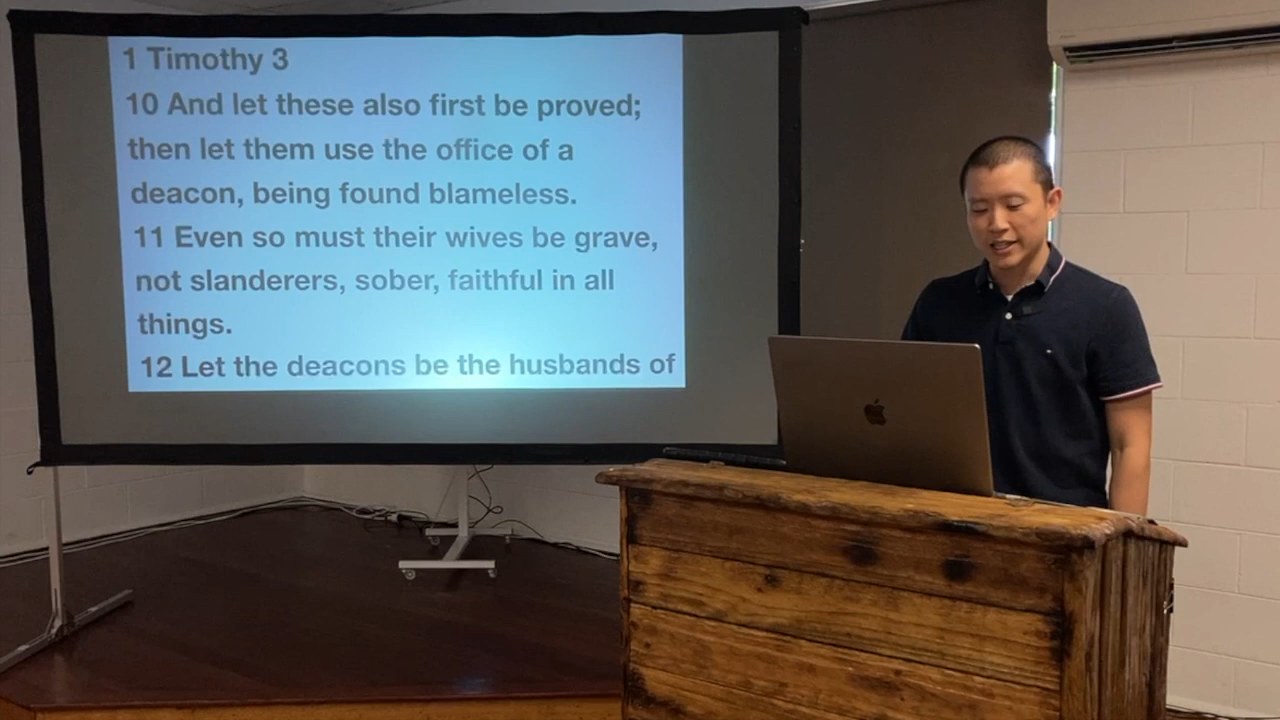 1 Timothy 3
10 And let these also first be proved;
then let them use the office of a
deacon, being found blameless.
11 Even so must their wives be grave,
not slanderers, sober, faithful in all
things.
12 Let the deacons be the husbands of